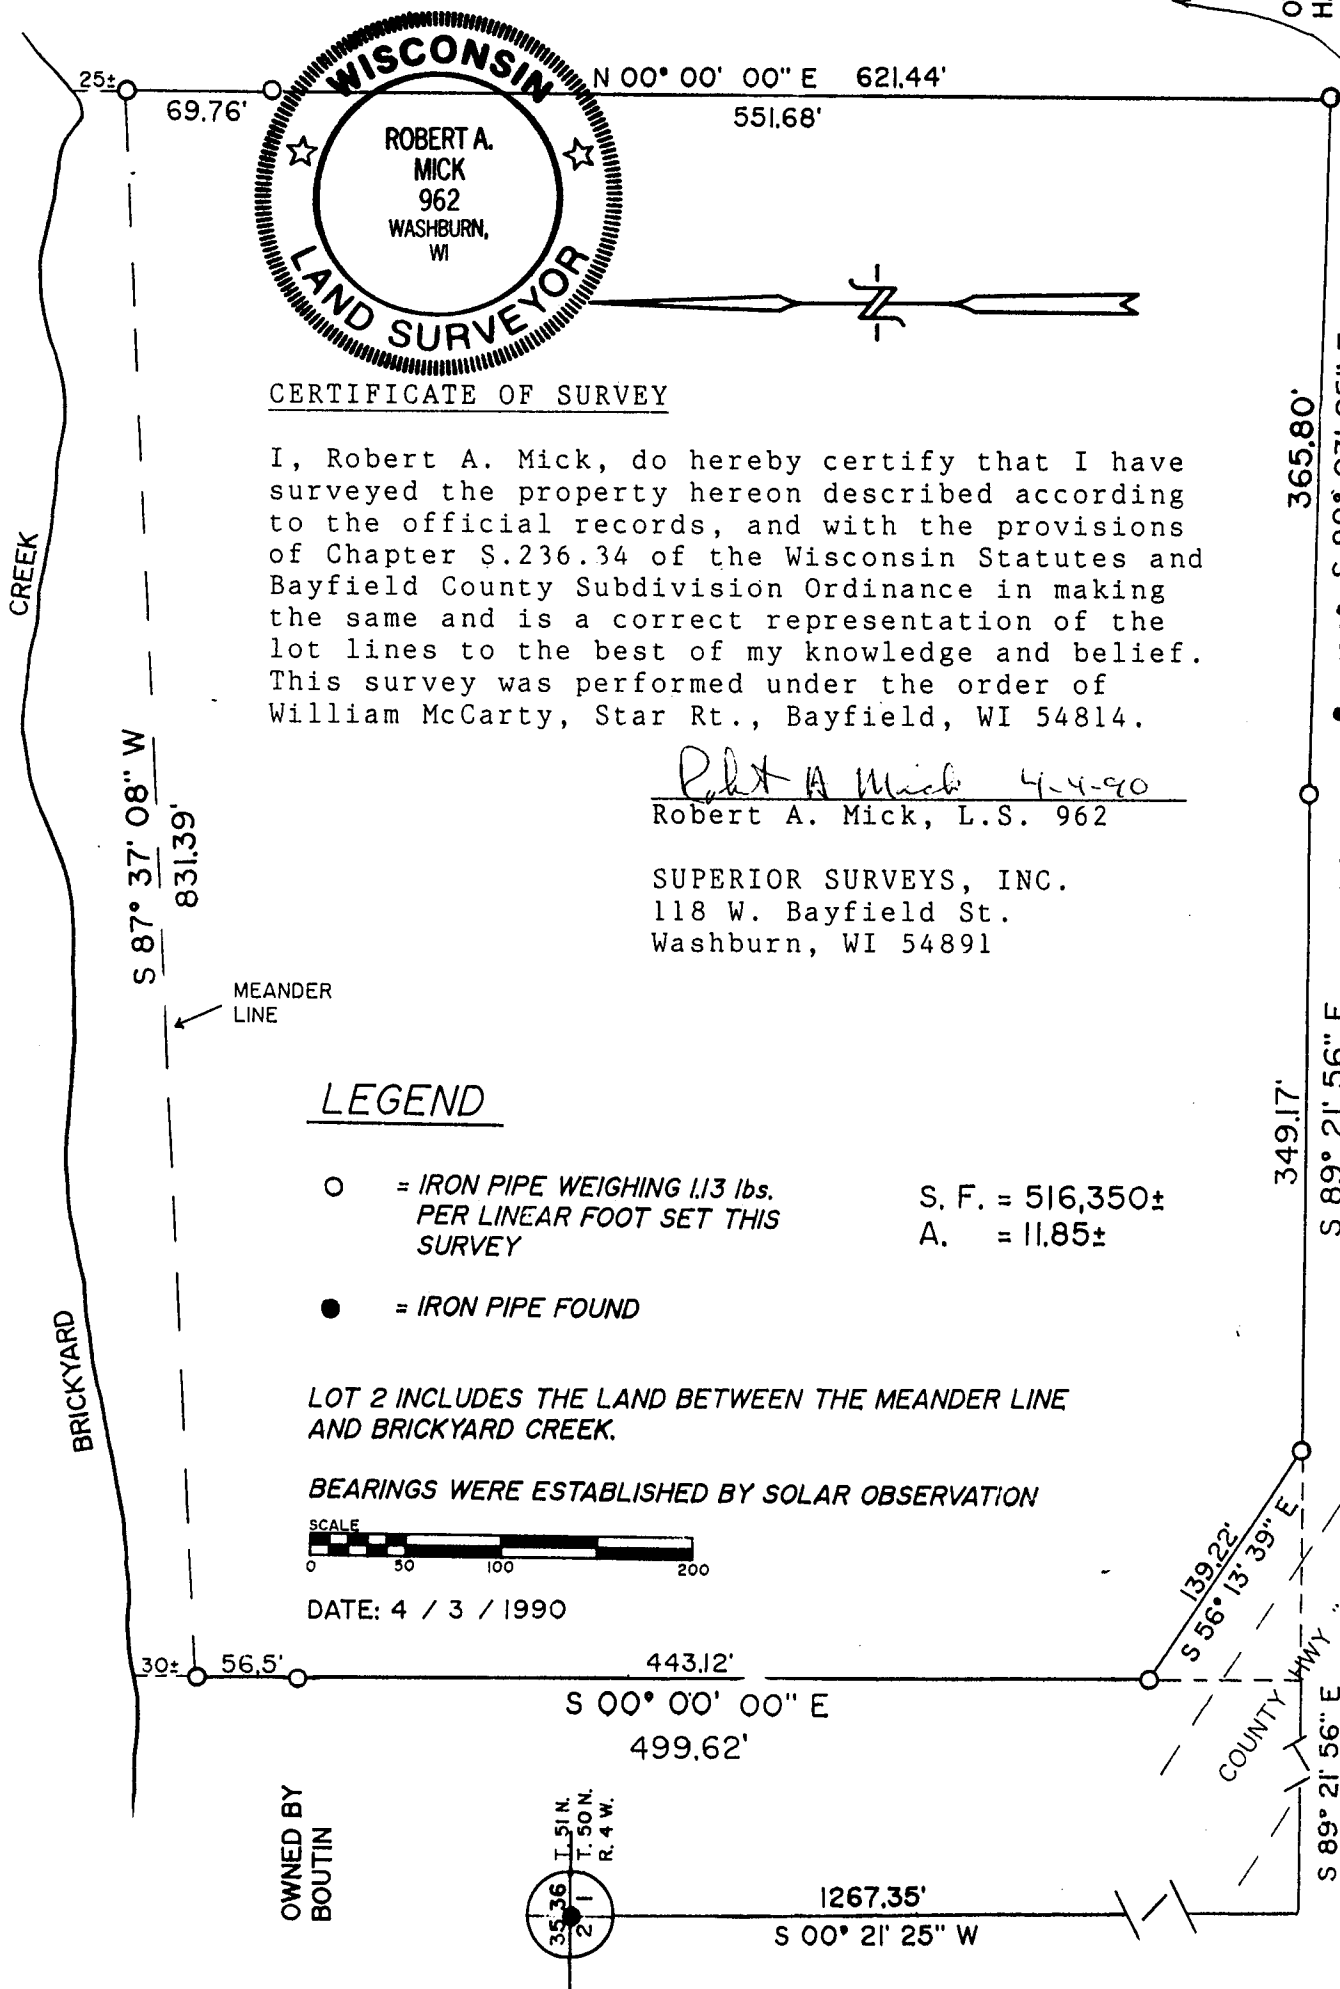 WISCONSIN
ROBERT A.
MICK
962
WASHBURN,
WI
LAND SURVEYOR
25±
69.76'
N 00° 00' 00" E 621.44'
551.68'
CERTIFICATE OF SURVEY
I, Robert A. Mick, do hereby certify that I have
surveyed the property hereon described according
to the official records, and with the provisions
of Chapter S.236.34 of the Wisconsin Statutes and
Bayfield County Subdivision Ordinance in making
the same and is a correct representation of the
lot lines to the best of my knowledge and belief.
This survey was performed under the order of
William McCarty, Star Rt., Bayfield, WI 54814.
Robert A Mick 4-4-90
Robert A. Mick, L.S. 962
SUPERIOR SURVEYS, INC.
118 W. Bayfield St.
Washburn, WI 54891
CREEK
BRICKYARD
S 87° 37' 08" W
831.39'
MEANDER
LINE
365.80'
349.17'
S 89° 21' 56" E
LEGEND
○ = IRON PIPE WEIGHING 1.13 lbs.
PER LINEAR FOOT SET THIS
SURVEY
● = IRON PIPE FOUND
S. F. = 516,350±
A. = 11.85±
LOT 2 INCLUDES THE LAND BETWEEN THE MEANDER LINE
AND BRICKYARD CREEK.
BEARINGS WERE ESTABLISHED BY SOLAR OBSERVATION
SCALE
0 50 100 200
DATE: 4 / 3 / 1990
139.22'
S 56° 13' 39" E
30±
56.5'
443.12'
S 00° 00' 00" E
499.62'
COUNTY HWY "
S 89° 21' 56" E
OWNED BY
BOUTIN
T. 51 N.
T. 50 N.
R. 4 W.
35 36
2 1
1267.35'
S 00° 21' 25" W